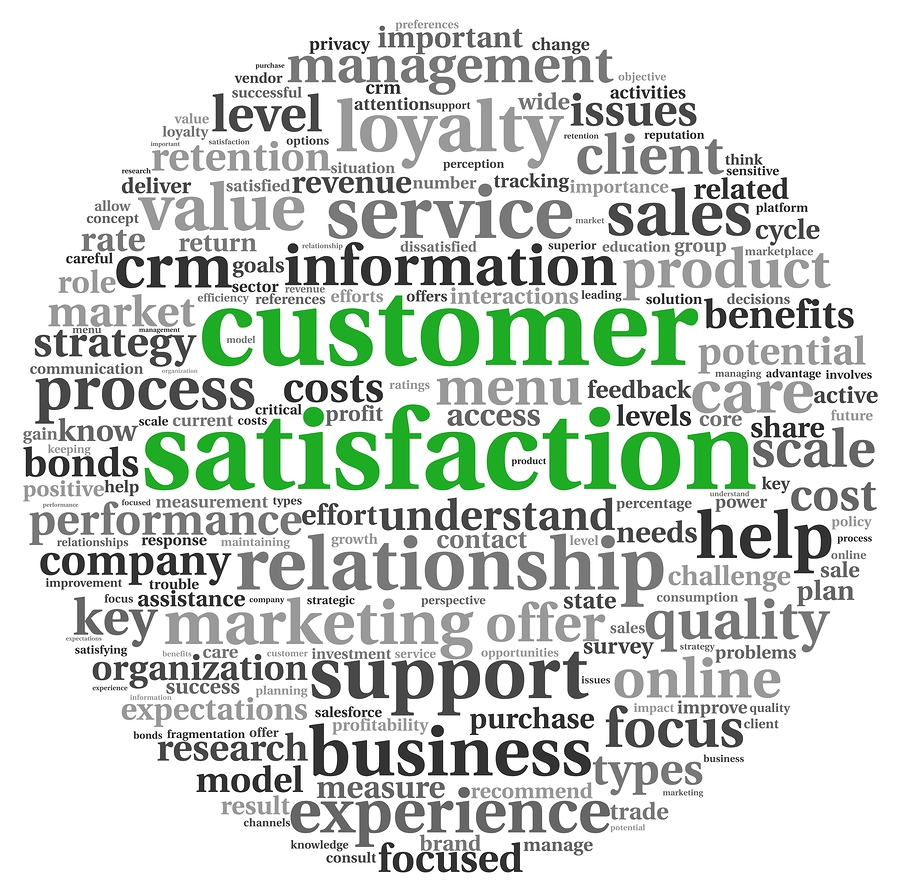 preferences
privacy important change
purchase management objective
vendor crm activities
successful attention support wide issues
value level loyalty retention reputation
loyalty options client
important satisfaction
retention situation perception think
research sensitive
deliver satisfied revenue number tracking importance related
allow value service market sales platform
concept cycle
rate return relationship dissatisfied superior education group marketplace
careful crm goals information product
role sector revenue
efficiency references efforts offers interactions leading solution decisions
market customer benefits
menu management
strategy model potential
communication organization managing advantage involves
process costs ratings menu feedback care active
scale current costs critical profit access levels core share future
gain know
keeping satisfaction scale
bonds product
positive help key
understand cost
performance focused measurement types percentage power
performance effort understand needs help policy
relationships response maintaining growth contact level process
company relationship online
challenge sale
improvement trouble plan
focus assistance company strategic perspective state consumption
key marketing offer sales quality
expectations
satisfying benefits care customer investment service opportunities survey strategy problems
organization support issues online
experience success planning
information
expectations salesforce impact improve quality
profitability purchase focus client
bonds fragmentation offer
research business business
model types
measure recommend marketing
result experience trade
channels potential
knowledge brand manage
consult focused